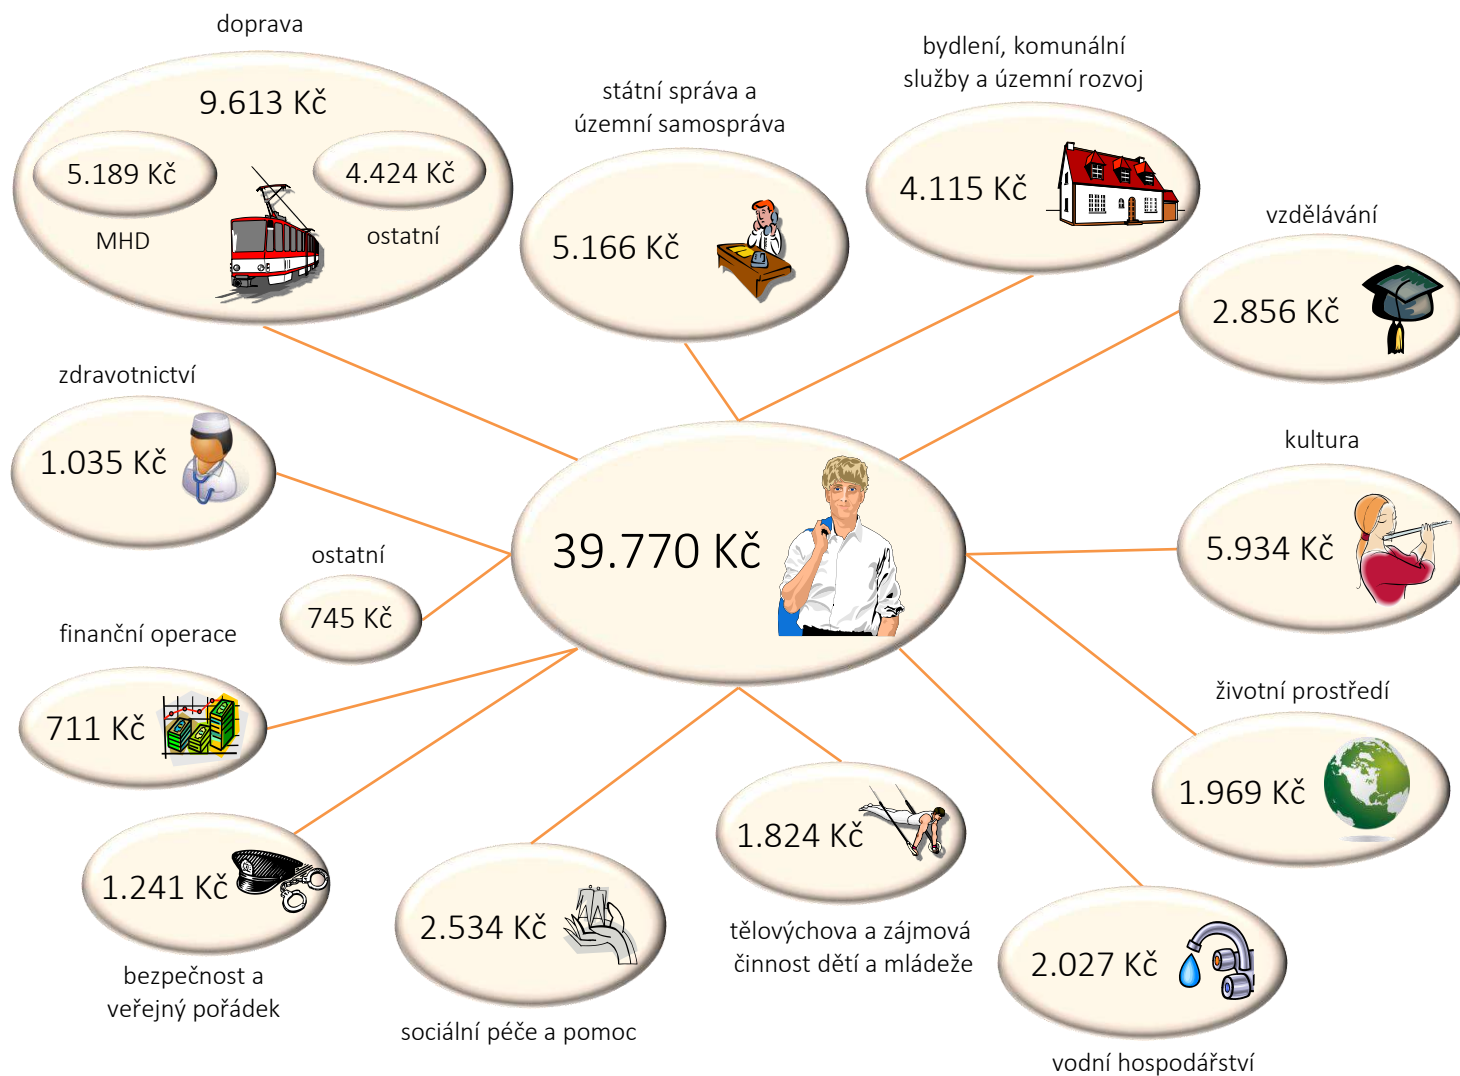 doprava
9.613 Kč
5.189 Kč
MHD
4.424 Kč
ostatní
státní správa a
územní samospráva
5.166 Kč
bydlení, komunální
služby a územní rozvoj
4.115 Kč
vzdělávání
2.856 Kč
zdravotnictví
1.035 Kč
kultura
5.934 Kč
39.770 Kč
ostatní
745 Kč
finanční operace
711 Kč
životní prostředí
1.969 Kč
1.241 Kč
bezpečnost a
veřejný pořádek
2.534 Kč
sociální péče a pomoc
1.824 Kč
tělovýchova a zájmová
činnost dětí a mládeže
2.027 Kč
vodní hospodářství